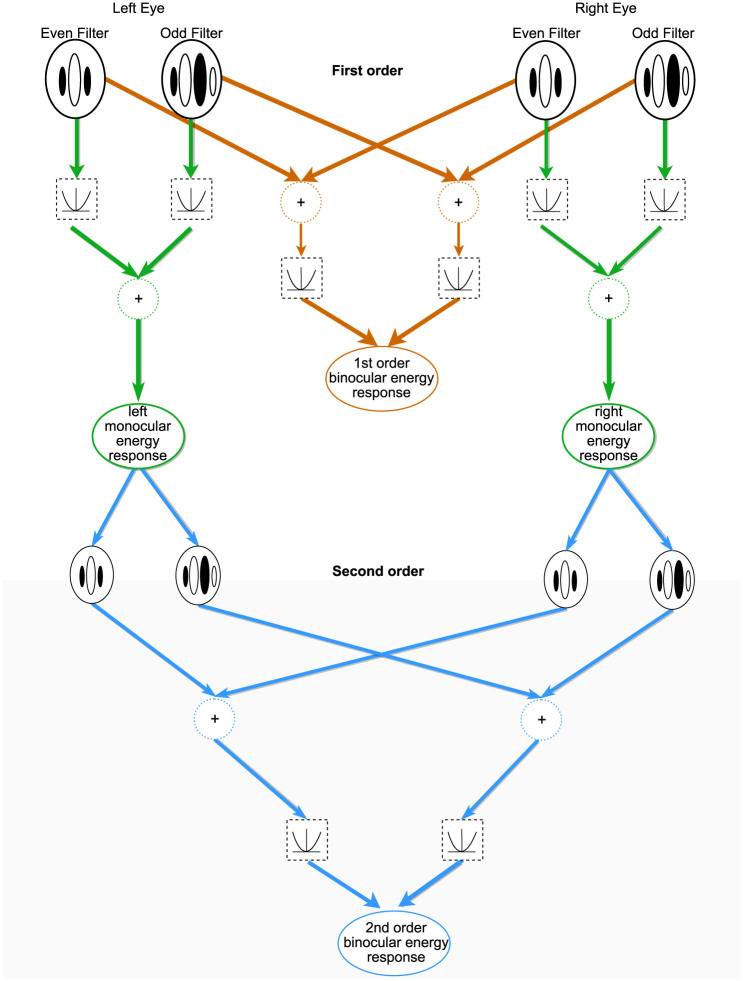 Left Eye
Right Eye
Even Filter
Odd Filter
Even Filter
Odd Filter
First order
+
+
+
+
1st order
binocular energy
response
left
monocular
energy
response
right
monocular
energy
response
Second order
+
+
2nd order
binocular energy
response